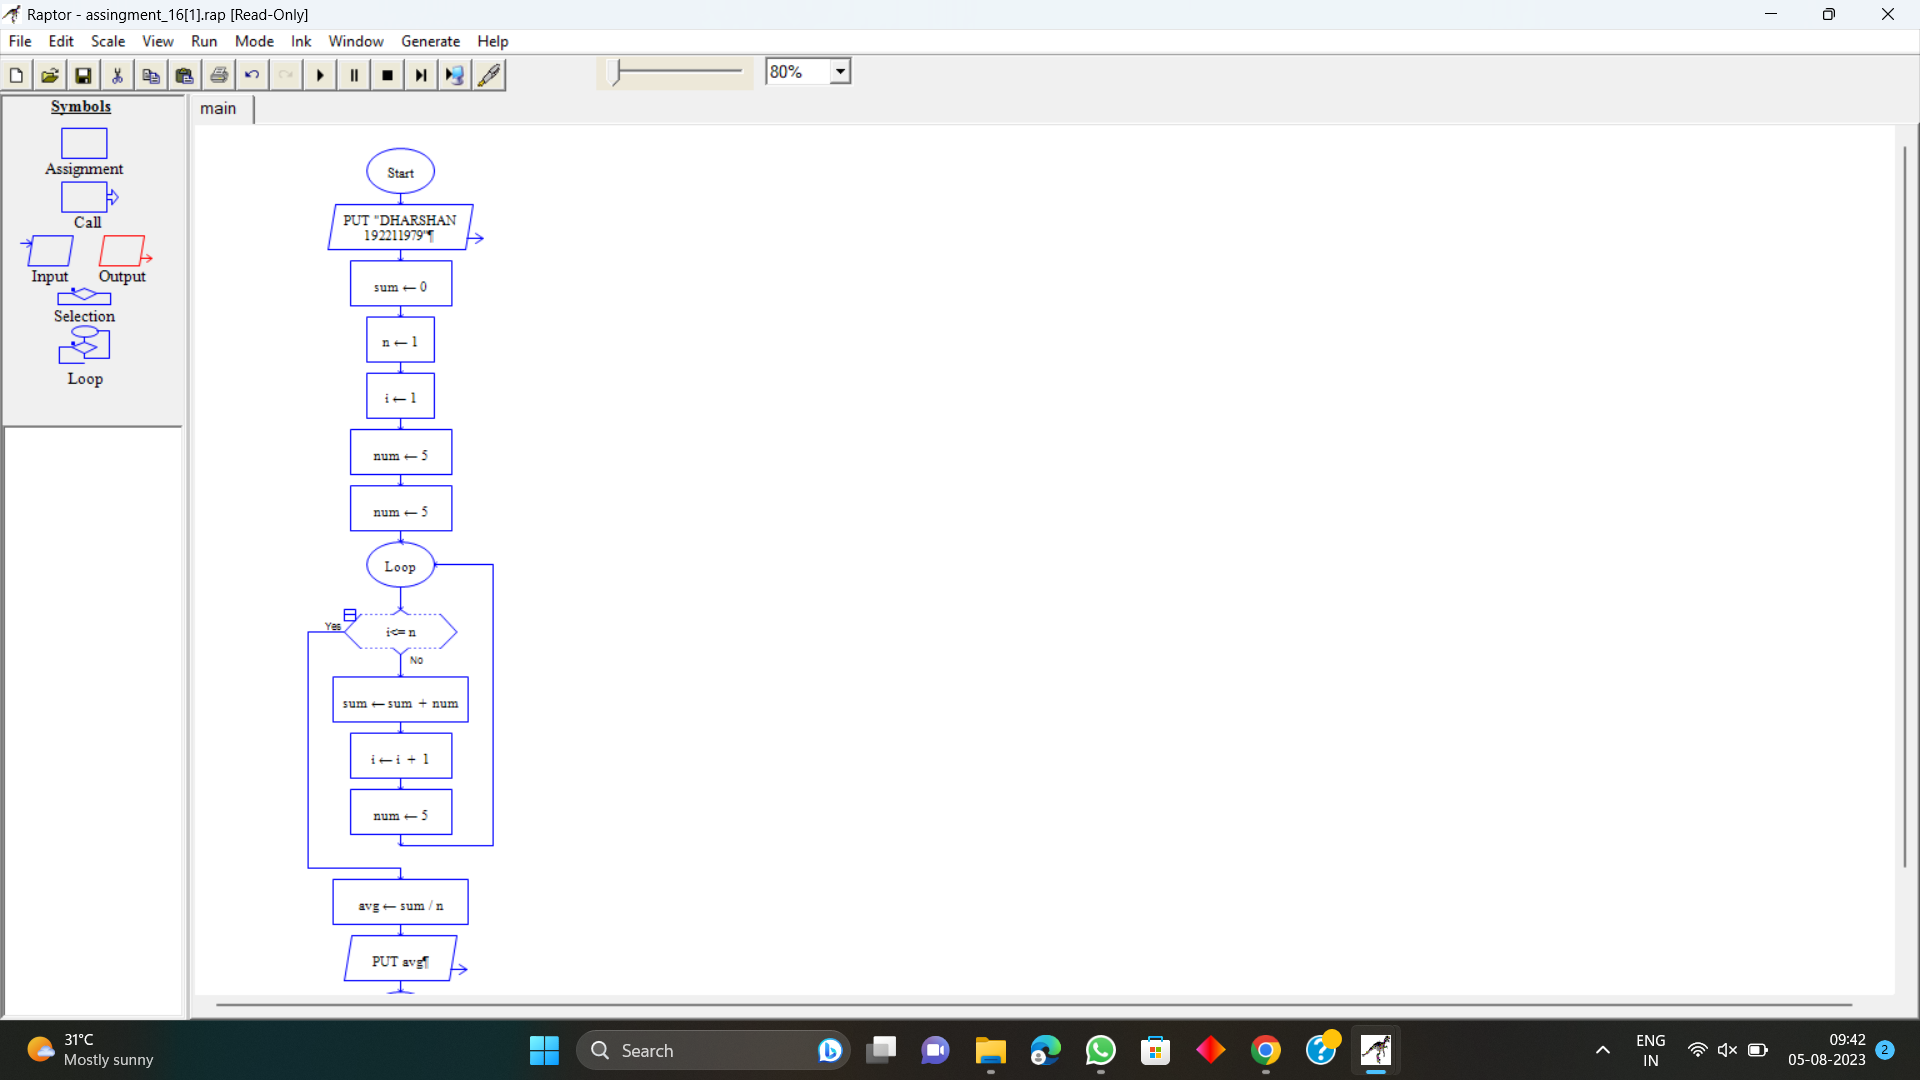 Raptor - assingment_16[1].rap [Read-Only]
File Edit Scale View Run Mode Ink Window Generate Help
80%
Symbols
main
Assignment
Call
Input Output
Selection
Loop
Start
PUT "DHARSHAN
192211979"¶
sum ← 0
n ← 1
i ← 1
num ← 5
num ← 5
Loop
Yes
i<= n
No
sum ← sum + num
i ← i + 1
num ← 5
avg ← sum / n
PUT avg¶
31°C
Mostly sunny
Search
ENG
IN
09:42
05-08-2023
2